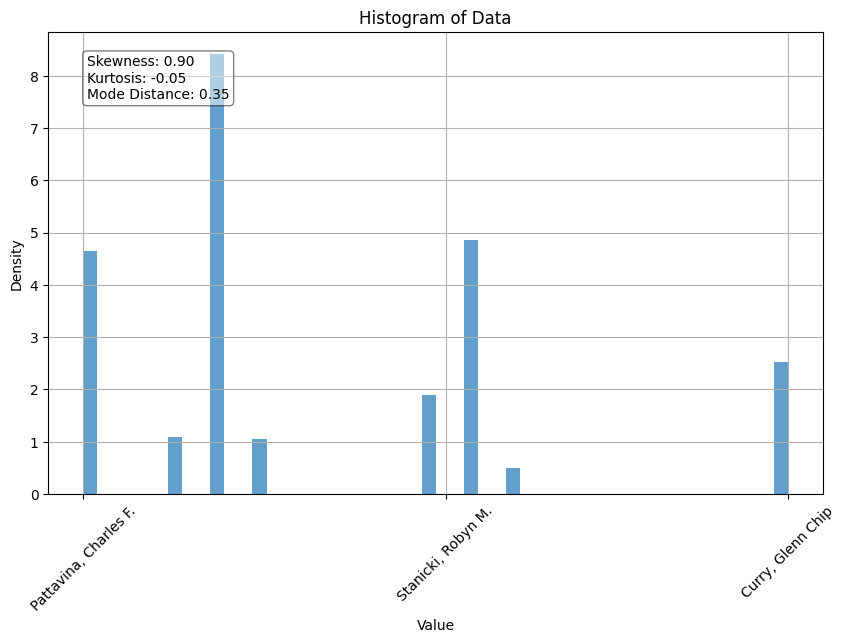 Histogram of Data
Skewness: 0.90
Kurtosis: -0.05
Mode Distance: 0.35
8
7
6
5
4
3
2
1
0
Density
Pattavina, Charles F.
Stanicki, Robyn M.
Curry, Glenn Chip
Value